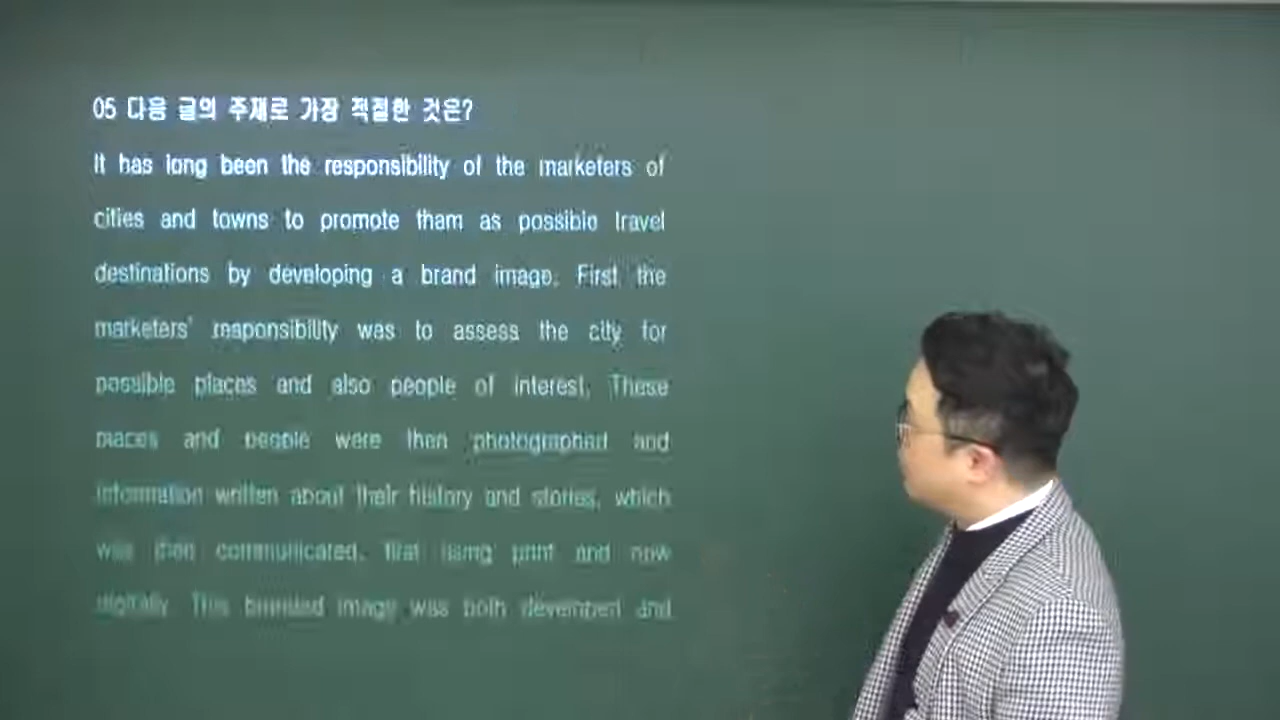 05 다음 글의 주제로 가장 적절한 것은?
It has long been the responsibility of the marketers of
cities and towns to promote tham as possible travel
destinations by developing a brand image. First the
marketers' responsibility was to assess the city for
possible places and also people of interest. These
places and people were then photographed and
information written about their history and stories, which
was then communicated, first using print and now
digitally. This branded image was both developed and